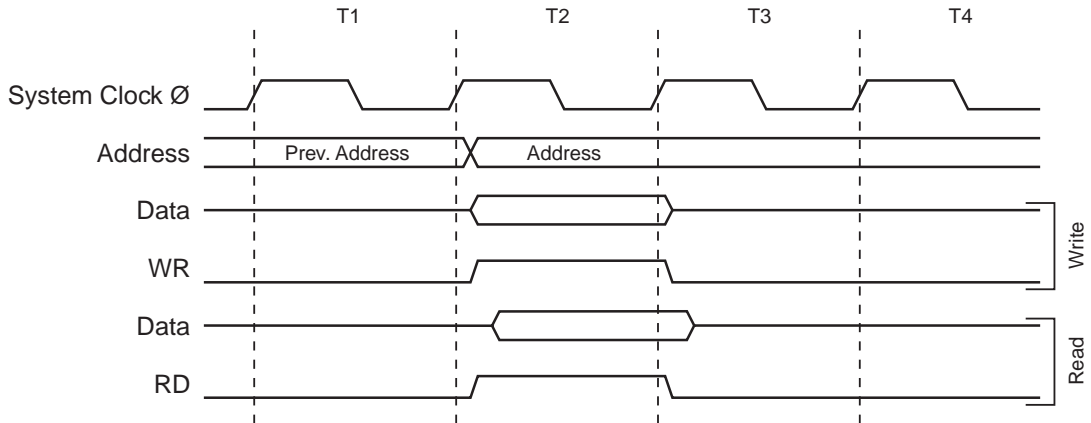 T1 T2 T3 T4
System Clock Ø
Address Prev. Address Address
Data
WR
Write
Data
RD
Read